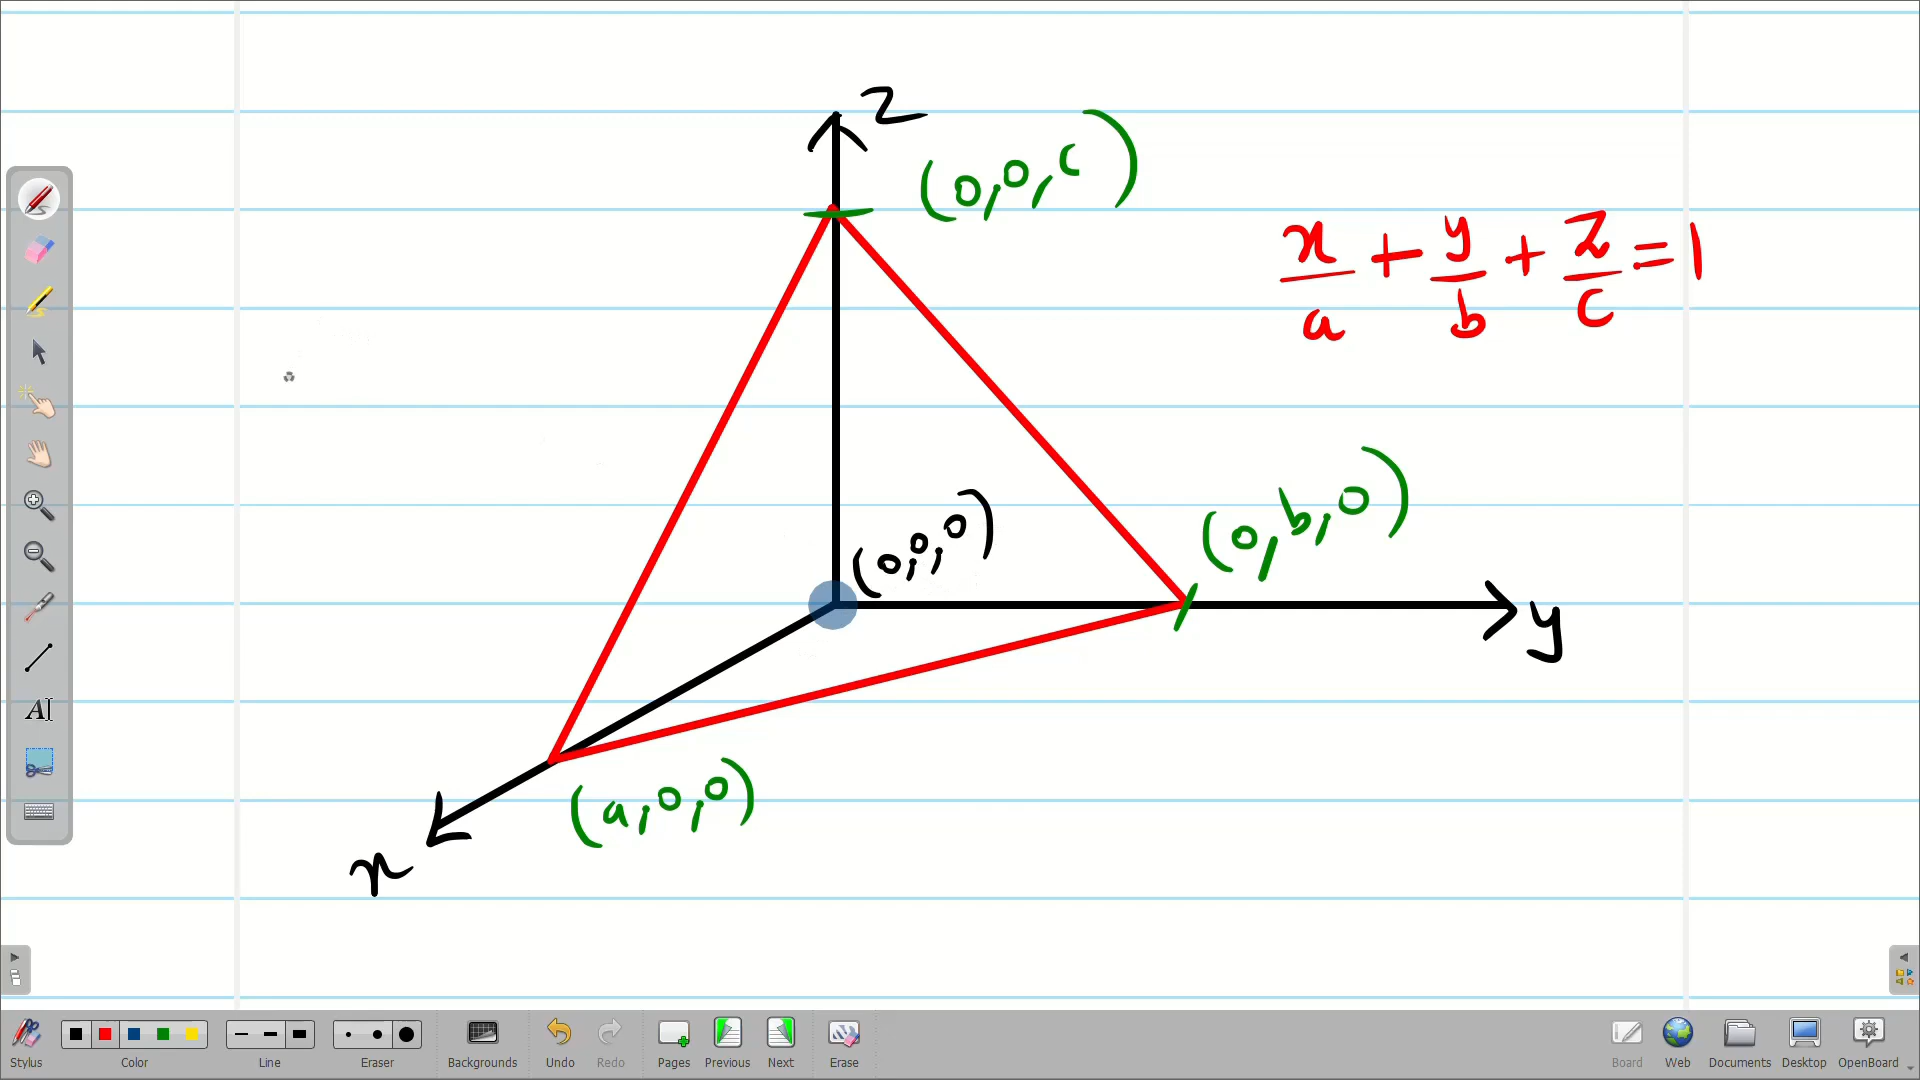 z
(0,0,c)
x/a + y/b + z/c = 1
(0,0,0)
(0,b,0)
y
(a,0,0)
x
A
Stylus
Color
Line
Eraser
Backgrounds
Undo
Redo
Pages
Previous
Next
Erase
Board
Web
Documents
Desktop
OpenBoard